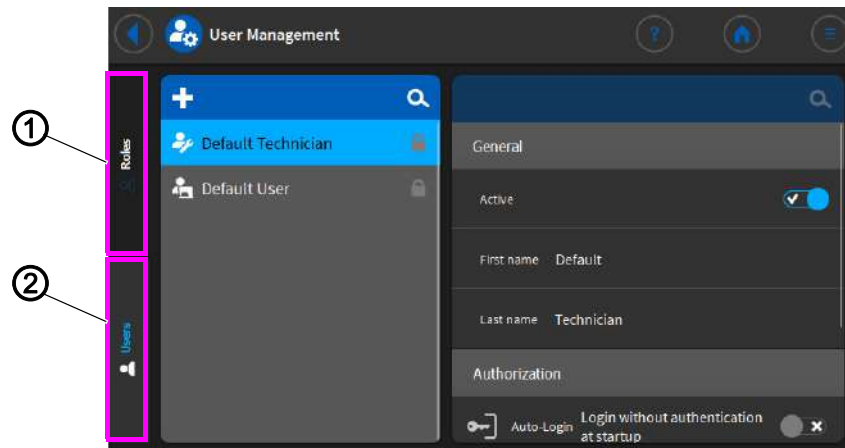 User Management
?
1
Roles
2
Users
Default Technician
Default User
General
Active
First name Default
Last name Technician
Authorization
Auto-Login Login without authentication
at startup